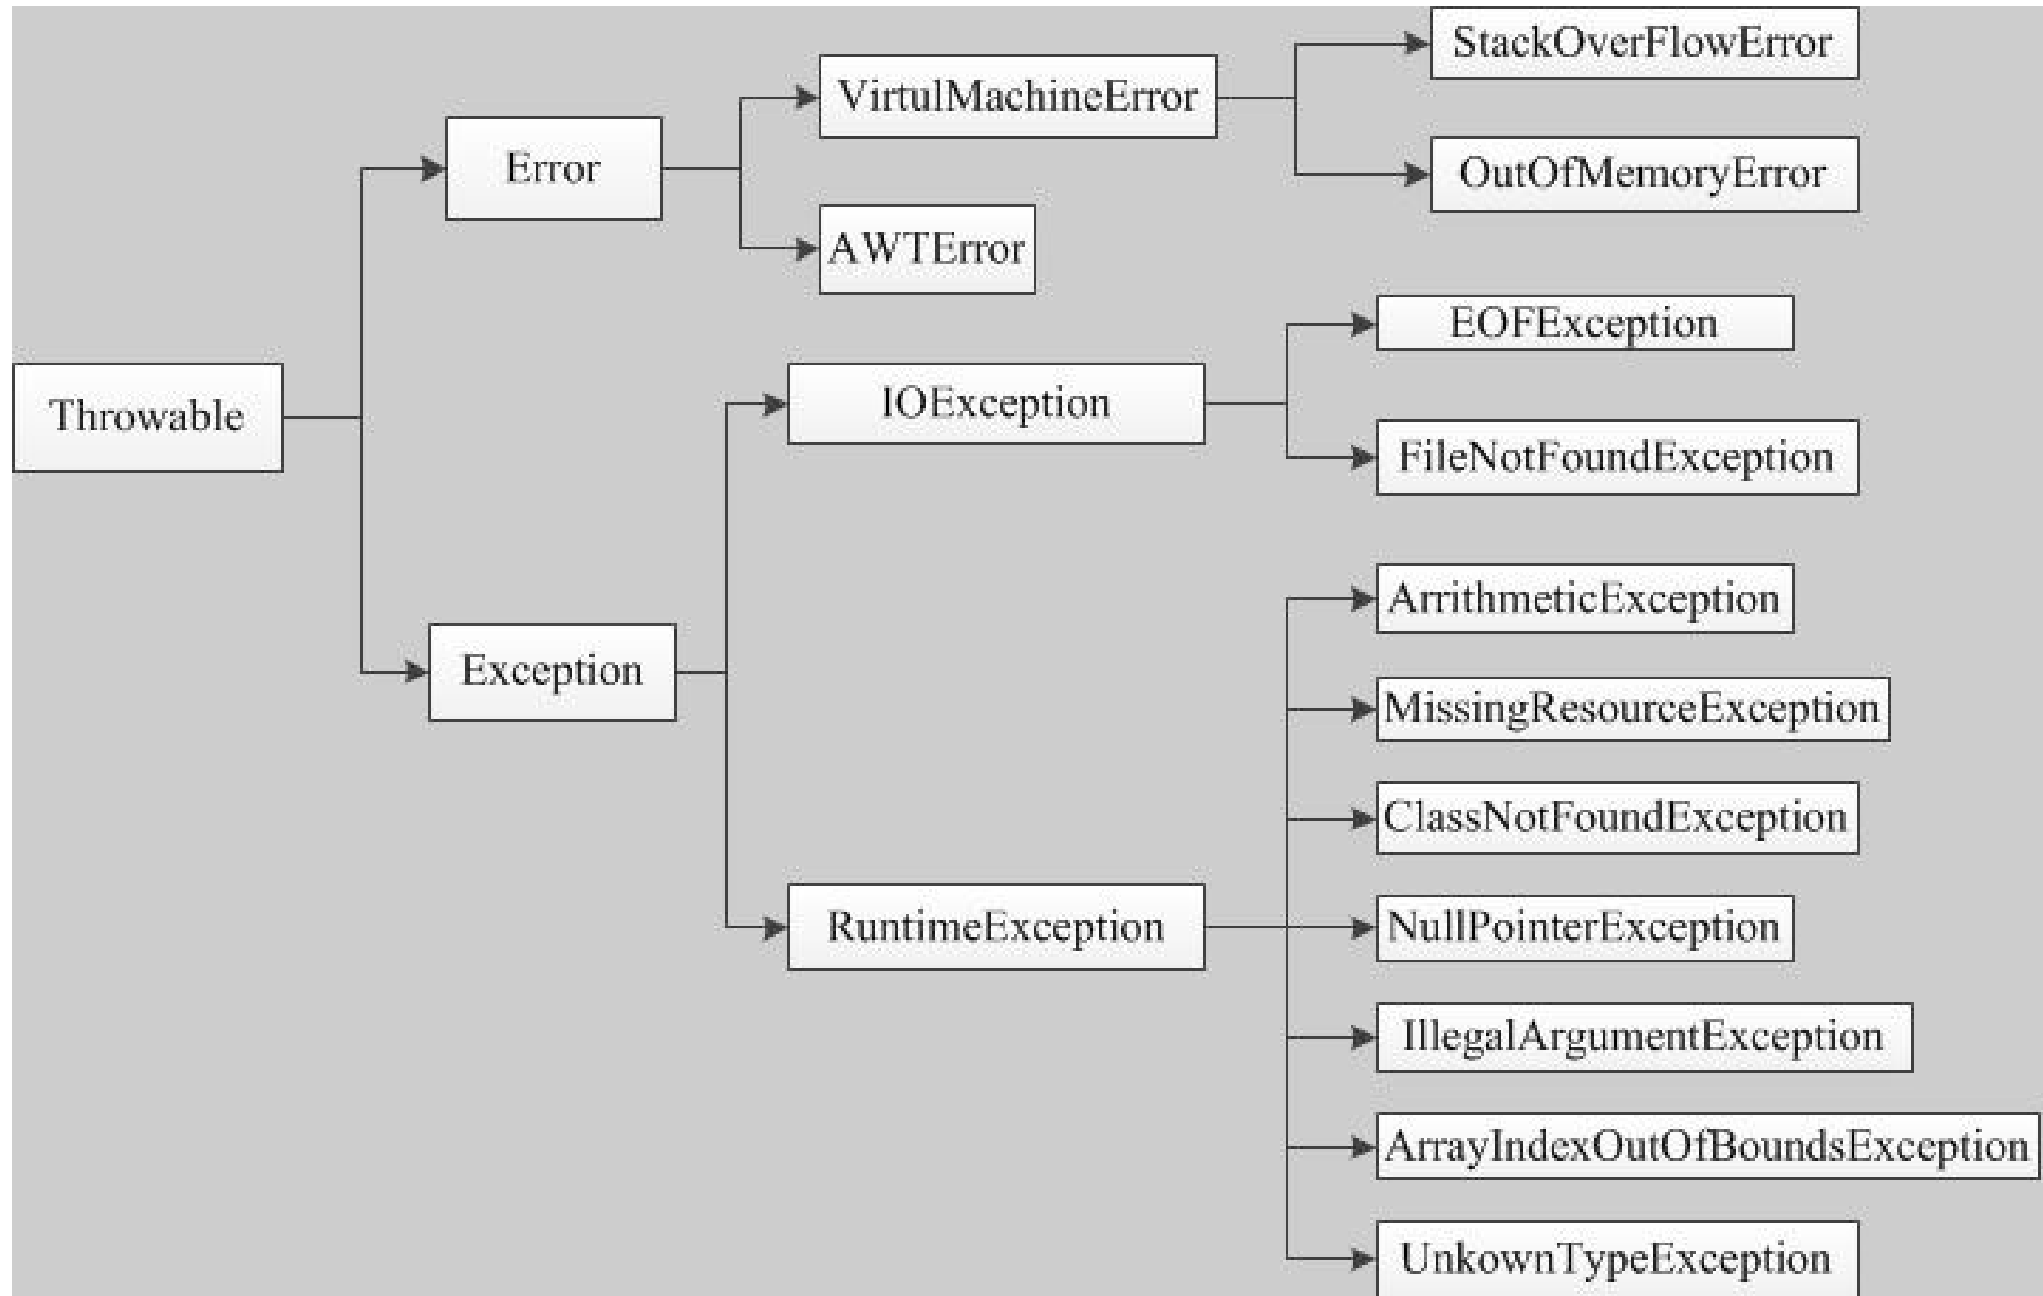 StackOverFlowError
VirtulMachineError
Error
OutOfMemoryError
AWTError
EOFException
Throwable
IOException
FileNotFoundException
ArrithmeticException
Exception
MissingResourceException
ClassNotFoundException
RuntimeException
NullPointerException
IllegalArgumentException
ArrayIndexOutOfBoundsException
UnkownTypeException